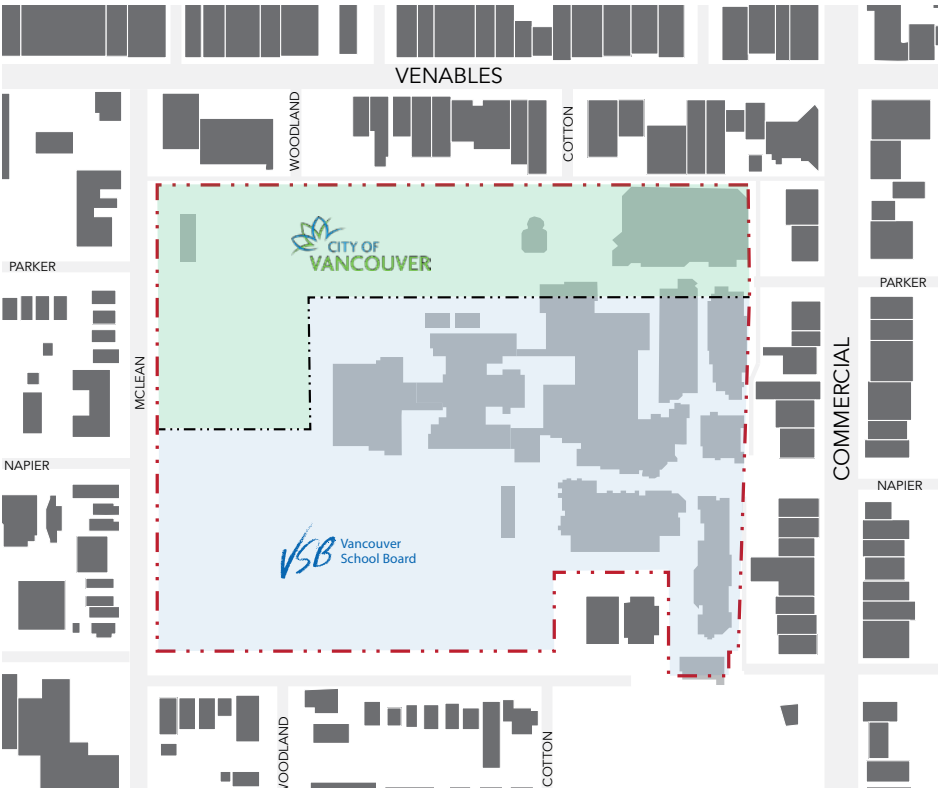 VENABLES
WOODLAND
COTTON
CITY OF
VANCOUVER
PARKER
PARKER
MCLEAN
COMMERCIAL
NAPIER
NAPIER
VSB Vancouver
School Board
WOODLAND
COTTON